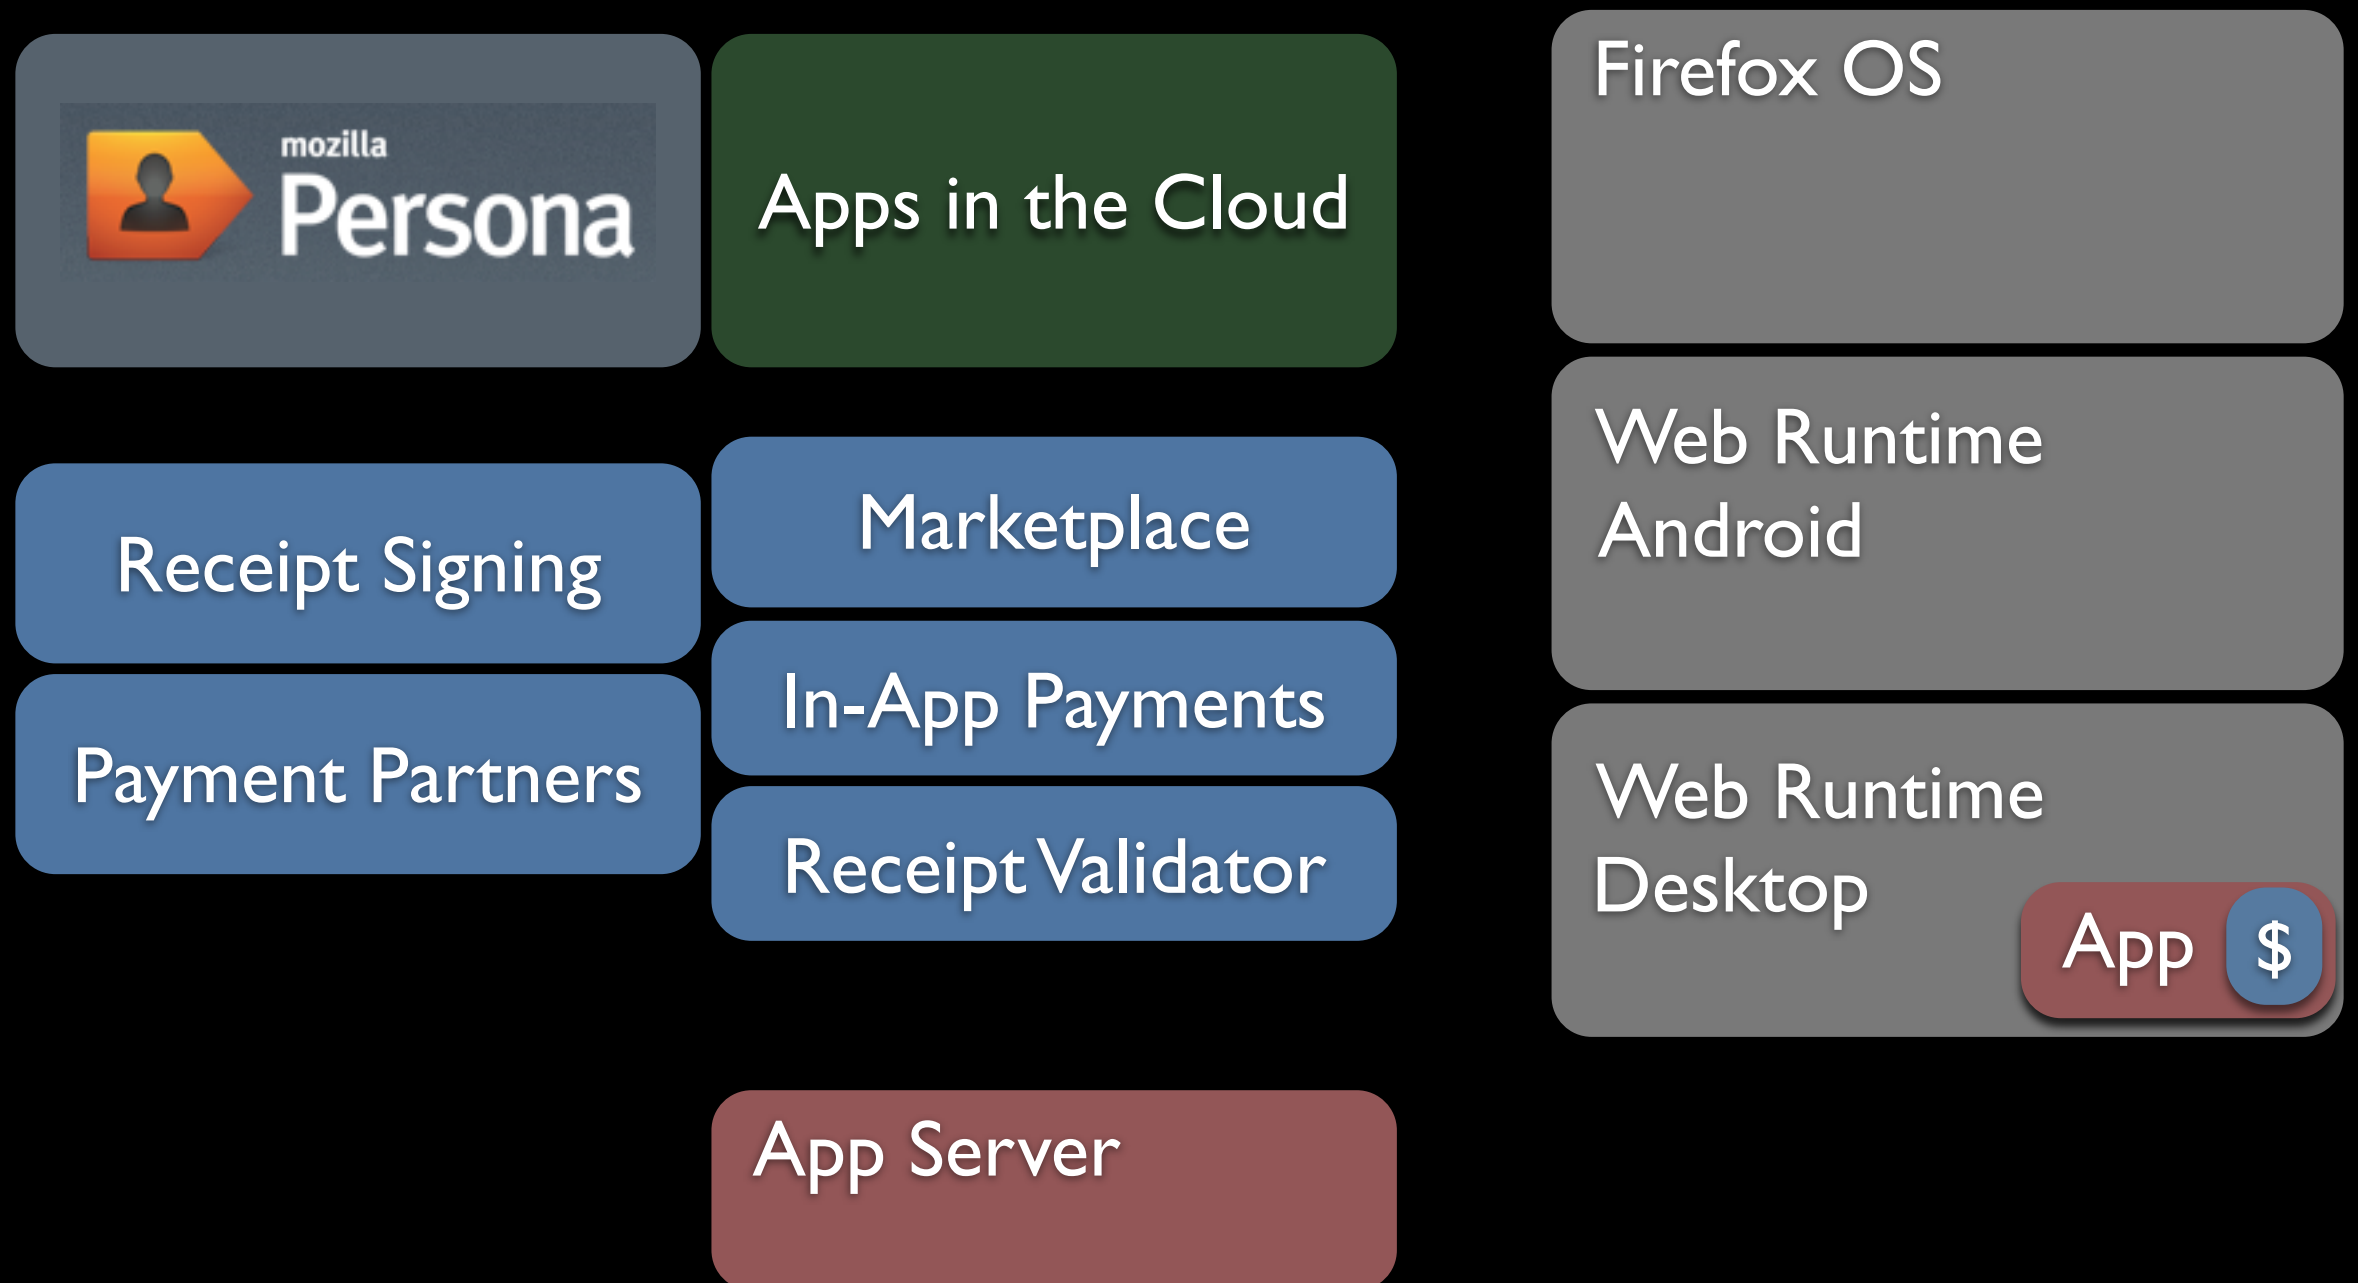 mozilla
Persona
Apps in the Cloud
Receipt Signing
Payment Partners
Marketplace
In-App Payments
Receipt Validator
App Server
Firefox OS
Web Runtime
Android
Web Runtime
Desktop
App $